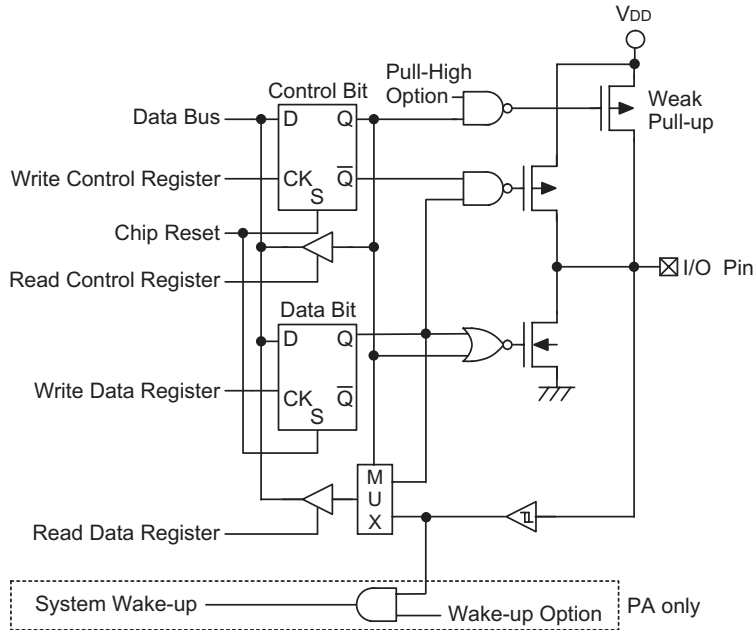 VDD
Pull-High
Option
Control Bit
Weak
Pull-up
Data Bus
D
Q
Write Control Register
CK
Q
S
Chip Reset
Read Control Register
I/O Pin
Data Bit
D
Q
Write Data Register
CK
Q
S
M
U
X
Read Data Register
System Wake-up
Wake-up Option
PA only